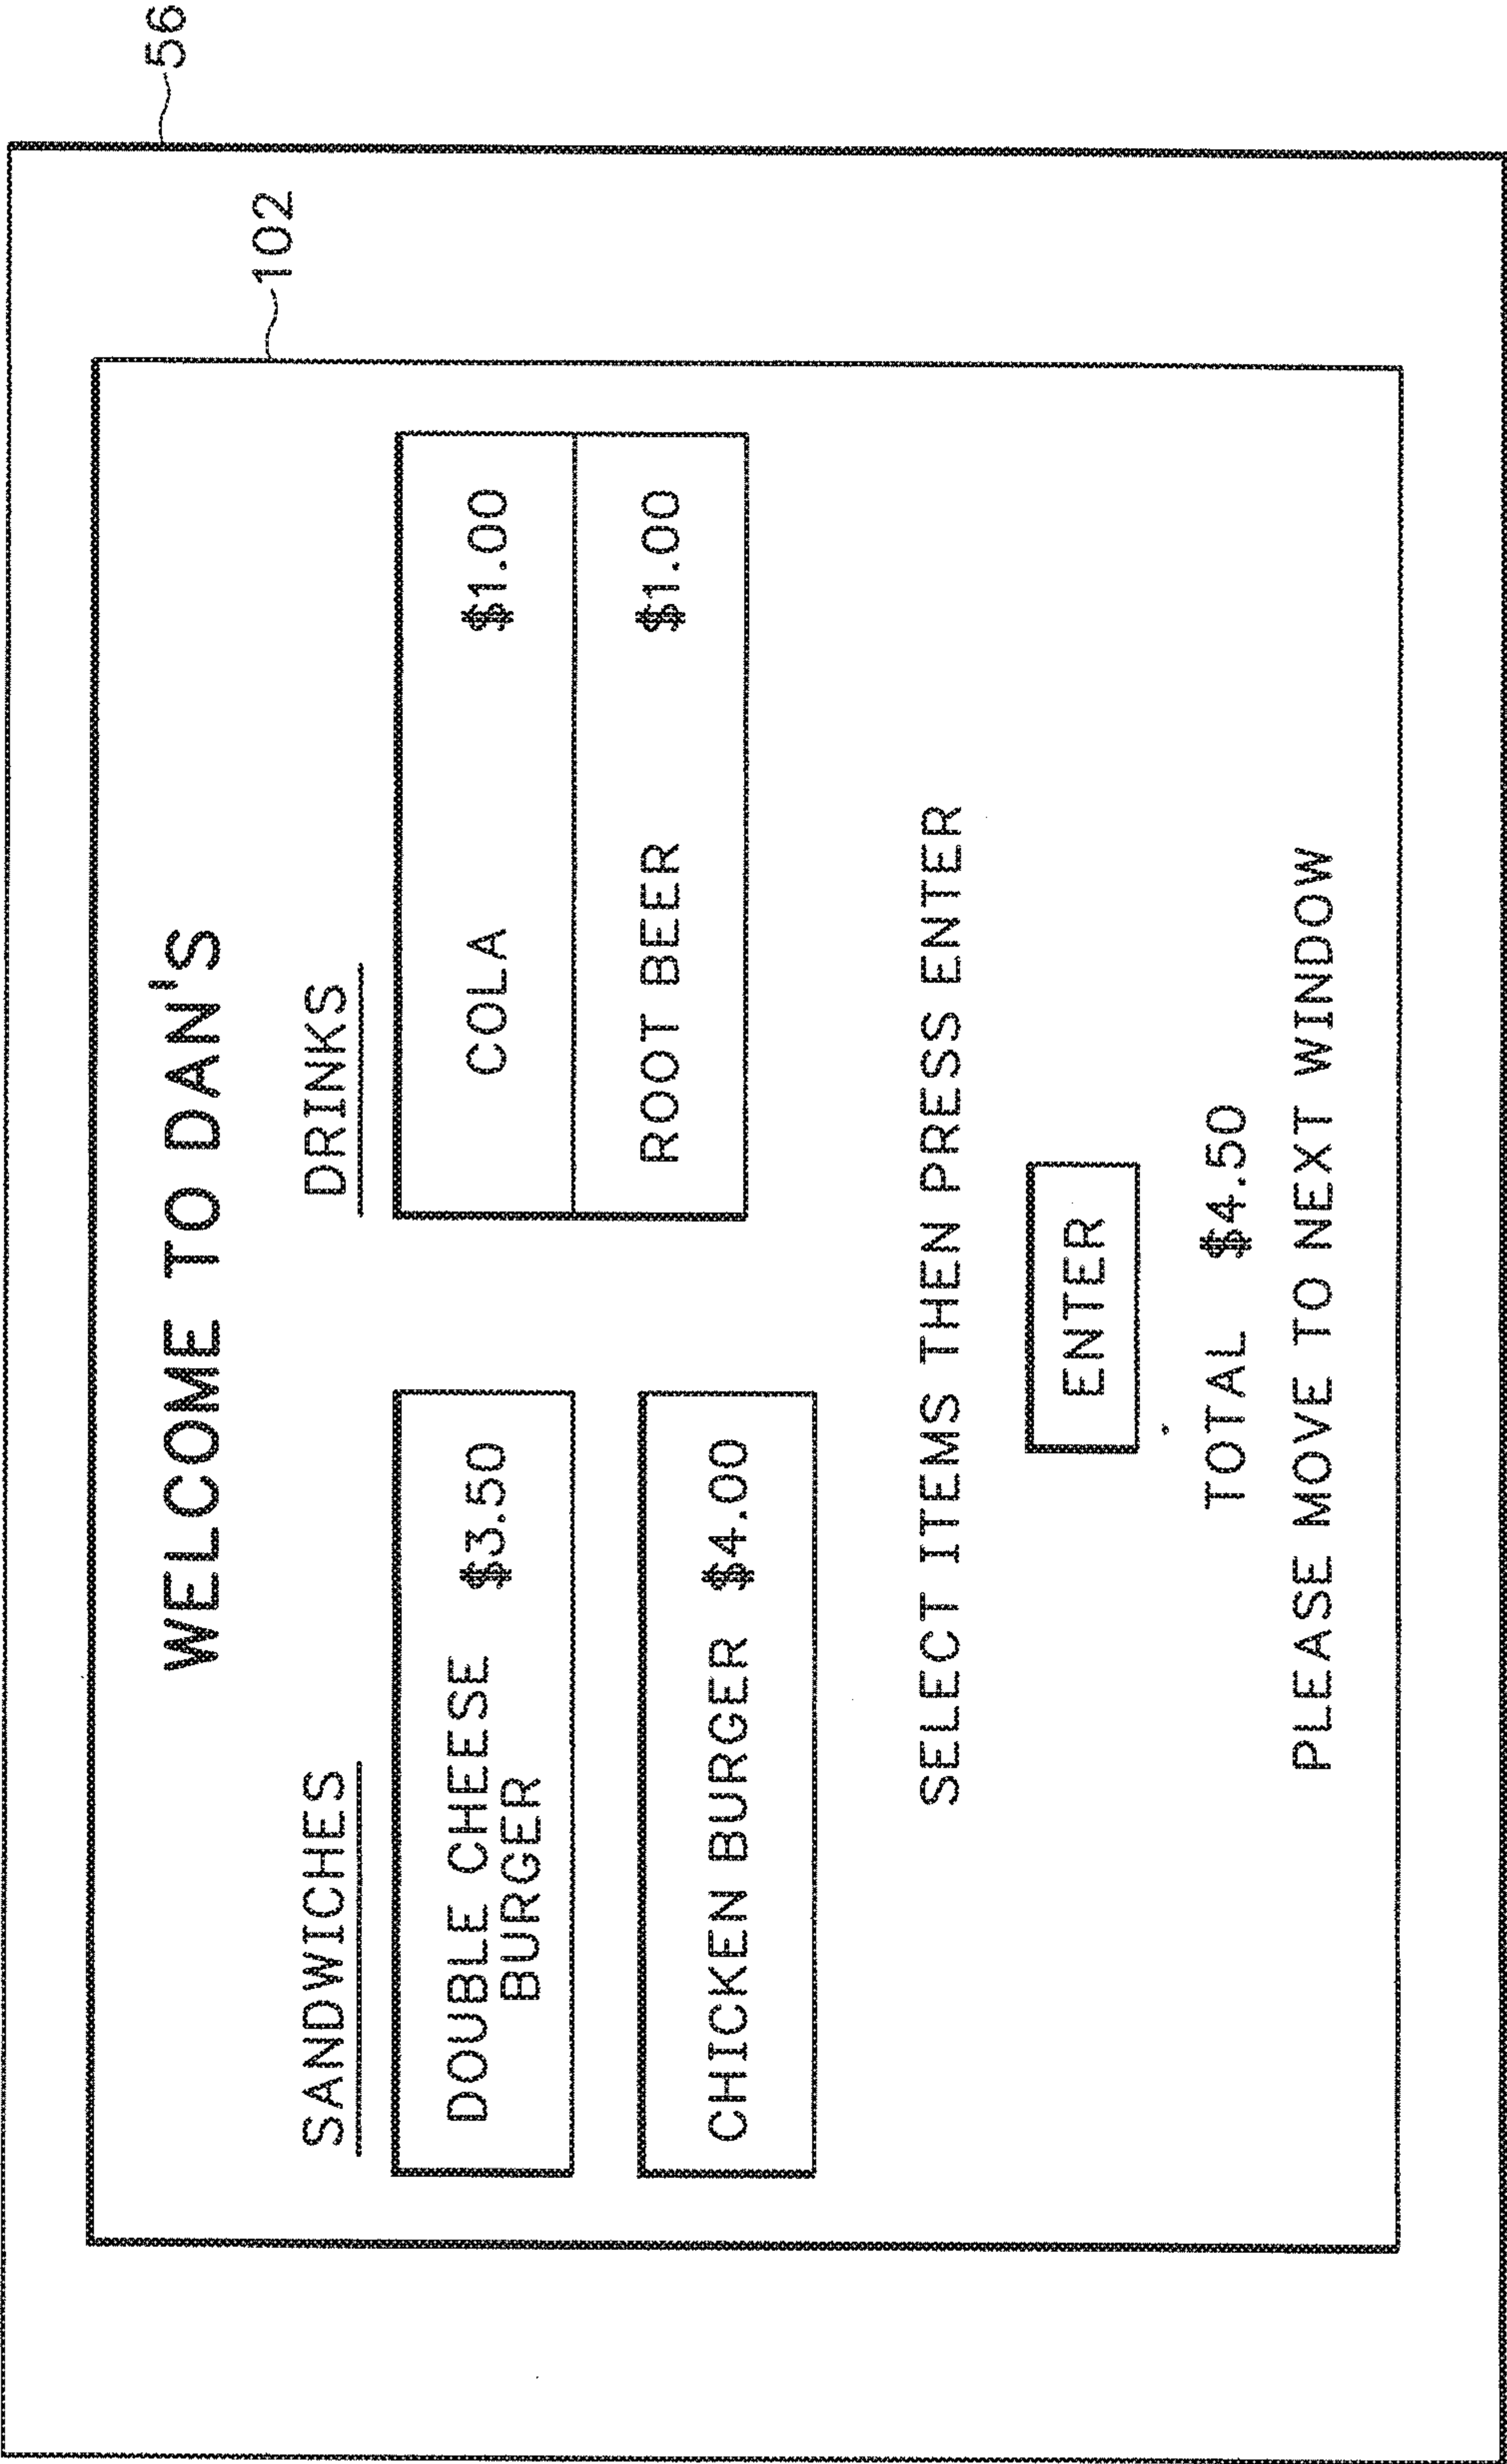 56
102
WELCOME TO DAN'S
SANDWICHES
DOUBLE CHEESE $3.50
BURGER
CHICKEN BURGER $4.00
DRINKS
COLA $1.00
ROOT BEER $1.00
SELECT ITEMS THEN PRESS ENTER
ENTER
TOTAL $4.50
PLEASE MOVE TO NEXT WINDOW